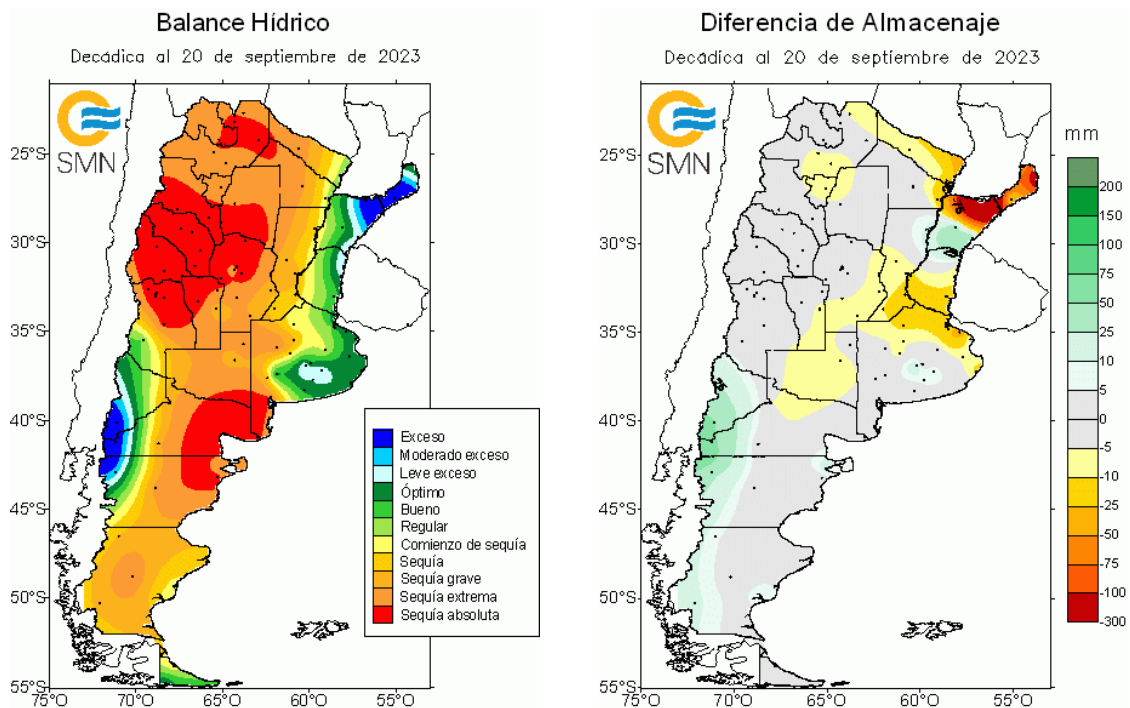 Balance Hídrico
Decádica al 20 de septiembre de 2023
SMN
25°S
30°S
35°S
40°S
45°S
50°S
55°S
75°O
70°O
65°O
60°O
55°O
Exceso
Moderado exceso
Leve exceso
Óptimo
Bueno
Regular
Comienzo de sequía
Sequía
Sequía grave
Sequía extrema
Sequía absoluta
Diferencia de Almacenaje
Decádica al 20 de septiembre de 2023
SMN
25°S
30°S
35°S
40°S
45°S
50°S
55°S
75°O
70°O
65°O
60°O
55°O
mm
200
150
100
75
50
25
10
5
0
-5
-10
-25
-50
-75
-100
-300